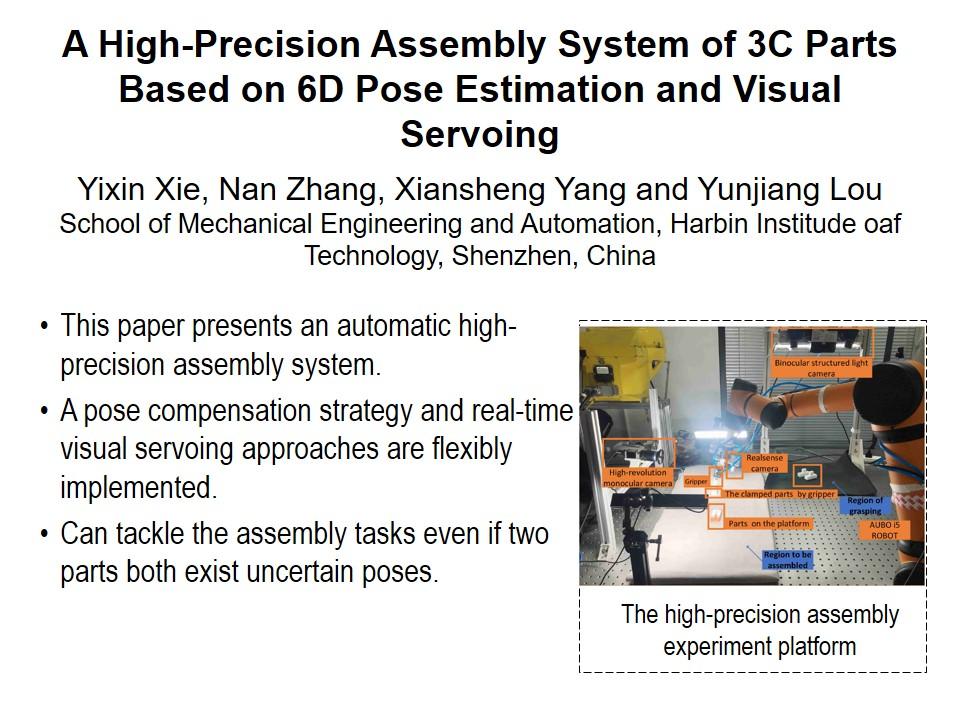 A High-Precision Assembly System of 3C Parts
Based on 6D Pose Estimation and Visual
Servoing
Yixin Xie, Nan Zhang, Xiansheng Yang and Yunjiang Lou
School of Mechanical Engineering and Automation, Harbin Institude oaf
Technology, Shenzhen, China
• This paper presents an automatic high-
precision assembly system.
• A pose compensation strategy and real-time
visual servoing approaches are flexibly
implemented.
• Can tackle the assembly tasks even if two
parts both exist uncertain poses.
Binocular structured light
camera
Realsense
camera
High-revolution
monocular camera
Gripper
The clamped parts by gripper
Region of
grasping
Parts on the platform
AUBO i5
ROBOT
Region to be
assembled
The high-precision assembly
experiment platform